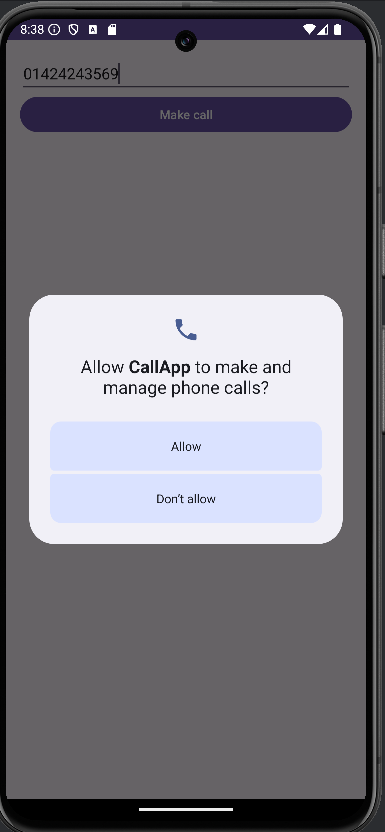 8:38
01424243569
Make call
Allow CallApp to make and
manage phone calls?
Allow
Don't allow